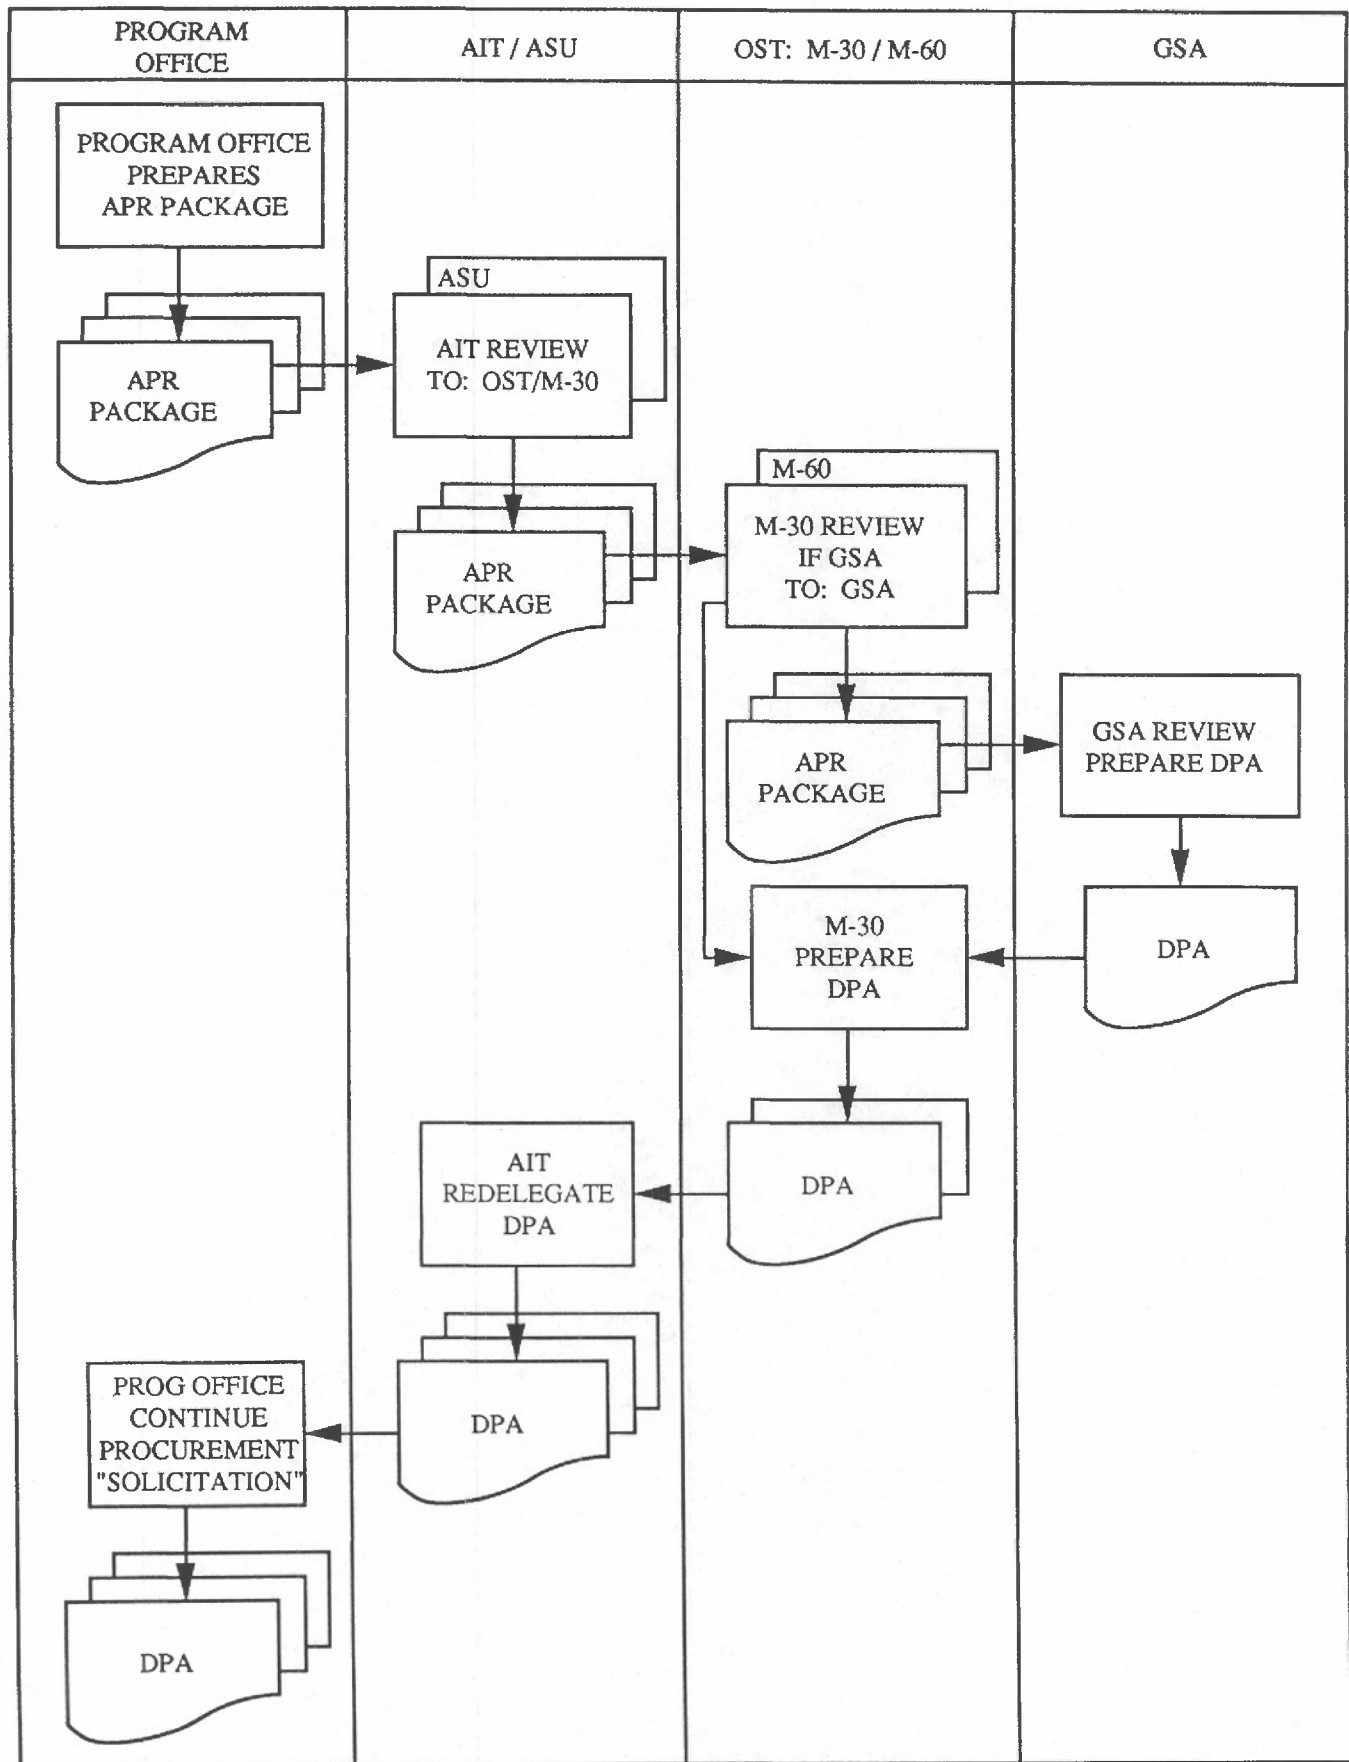 PROGRAM
OFFICE
AIT / ASU
OST: M-30 / M-60
GSA
PROGRAM OFFICE
PREPARES
APR PACKAGE
APR
PACKAGE
ASU
AIT REVIEW
TO: OST/M-30
APR
PACKAGE
M-60
M-30 REVIEW
IF GSA
TO: GSA
APR
PACKAGE
GSA REVIEW
PREPARE DPA
DPA
M-30
PREPARE
DPA
DPA
AIT
REDELEGATE
DPA
DPA
PROG OFFICE
CONTINUE
PROCUREMENT
"SOLICITATION"
DPA